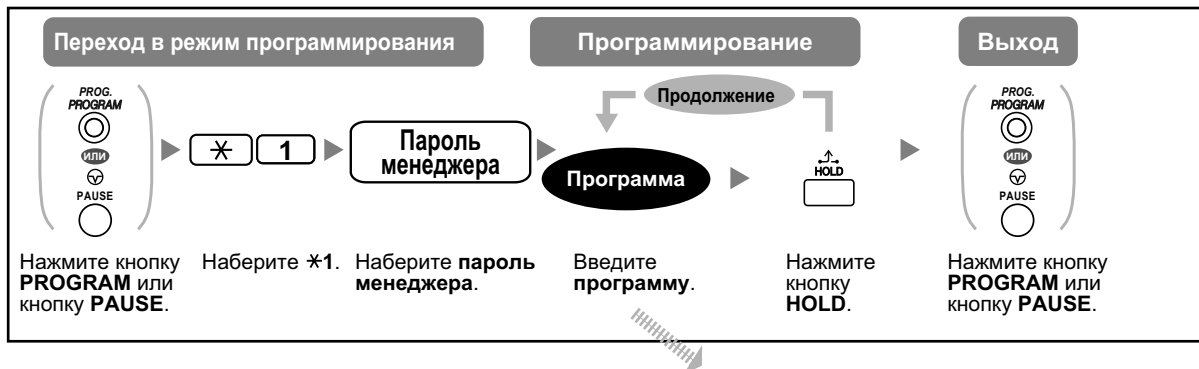 Переход в режим программирования
Программирование
Выход
PROG.
PROGRAM
или
PAUSE
✳ 1
Пароль
менеджера
Продолжение
Программа
HOLD
PROG.
PROGRAM
или
PAUSE
Нажмите кнопку
PROGRAM или
кнопку PAUSE.
Наберите ✳1.
Наберите пароль
менеджера.
Введите
программу.
Нажмите
кнопку
HOLD.
Нажмите кнопку
PROGRAM или
кнопку PAUSE.